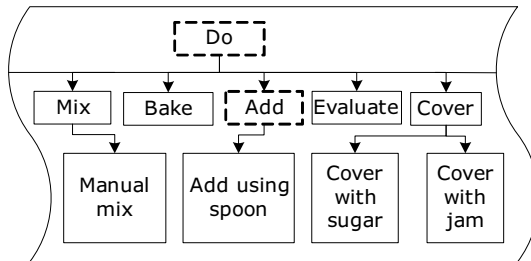 Do
Mix
Bake
Add
Evaluate
Cover
Manual
mix
Add using
spoon
Cover
with
sugar
Cover
with
jam